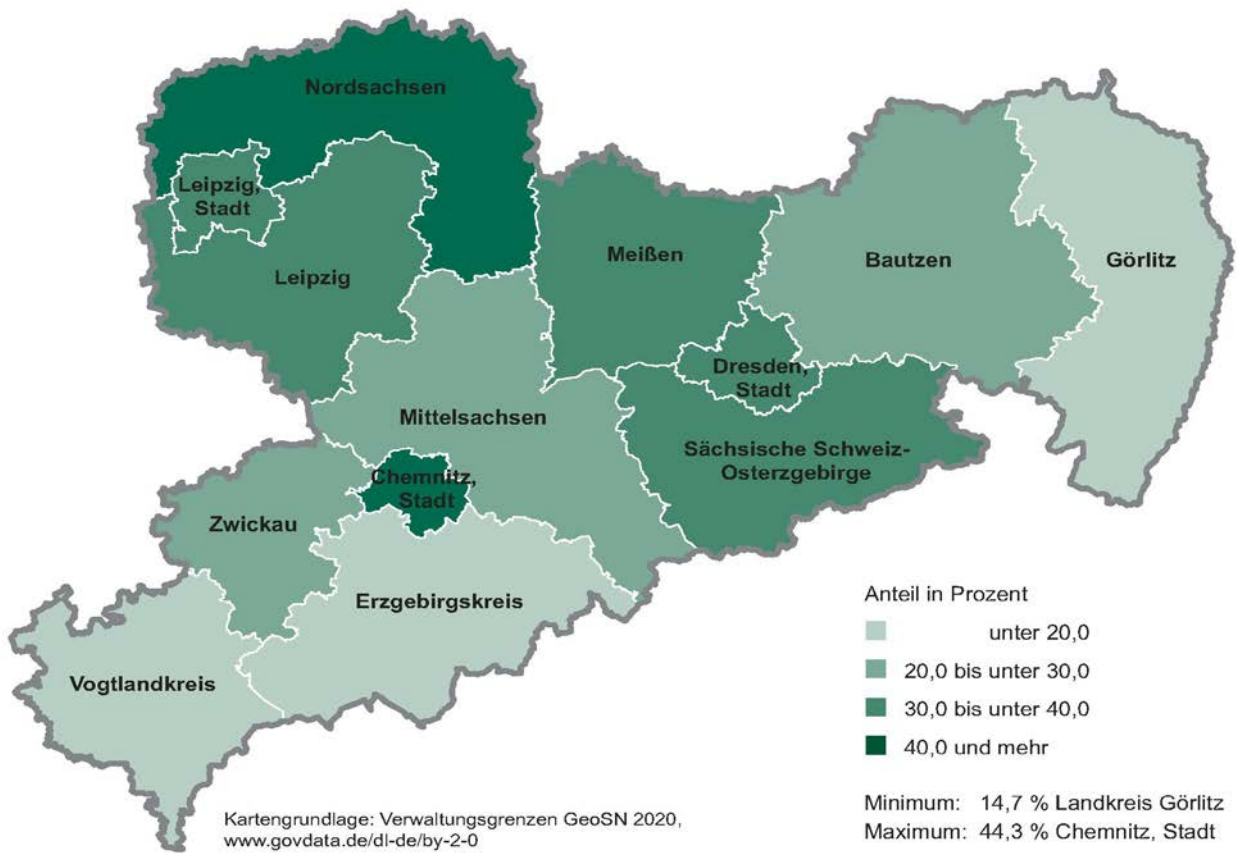 Nordsachsen
Leipzig,
Stadt
Leipzig
Meißen
Bautzen
Görlitz
Dresden,
Stadt
Mittelsachsen
Sächsische Schweiz-
Osterzgebirge
Chemnitz,
Stadt
Zwickau
Erzgebirgskreis
Vogtlandkreis
Anteil in Prozent
unter 20,0
20,0 bis unter 30,0
30,0 bis unter 40,0
40,0 und mehr
Minimum: 14,7 % Landkreis Görlitz
Maximum: 44,3 % Chemnitz, Stadt
Kartengrundlage: Verwaltungsgrenzen GeoSN 2020,
www.govdata.de/dl-de/by-2-0